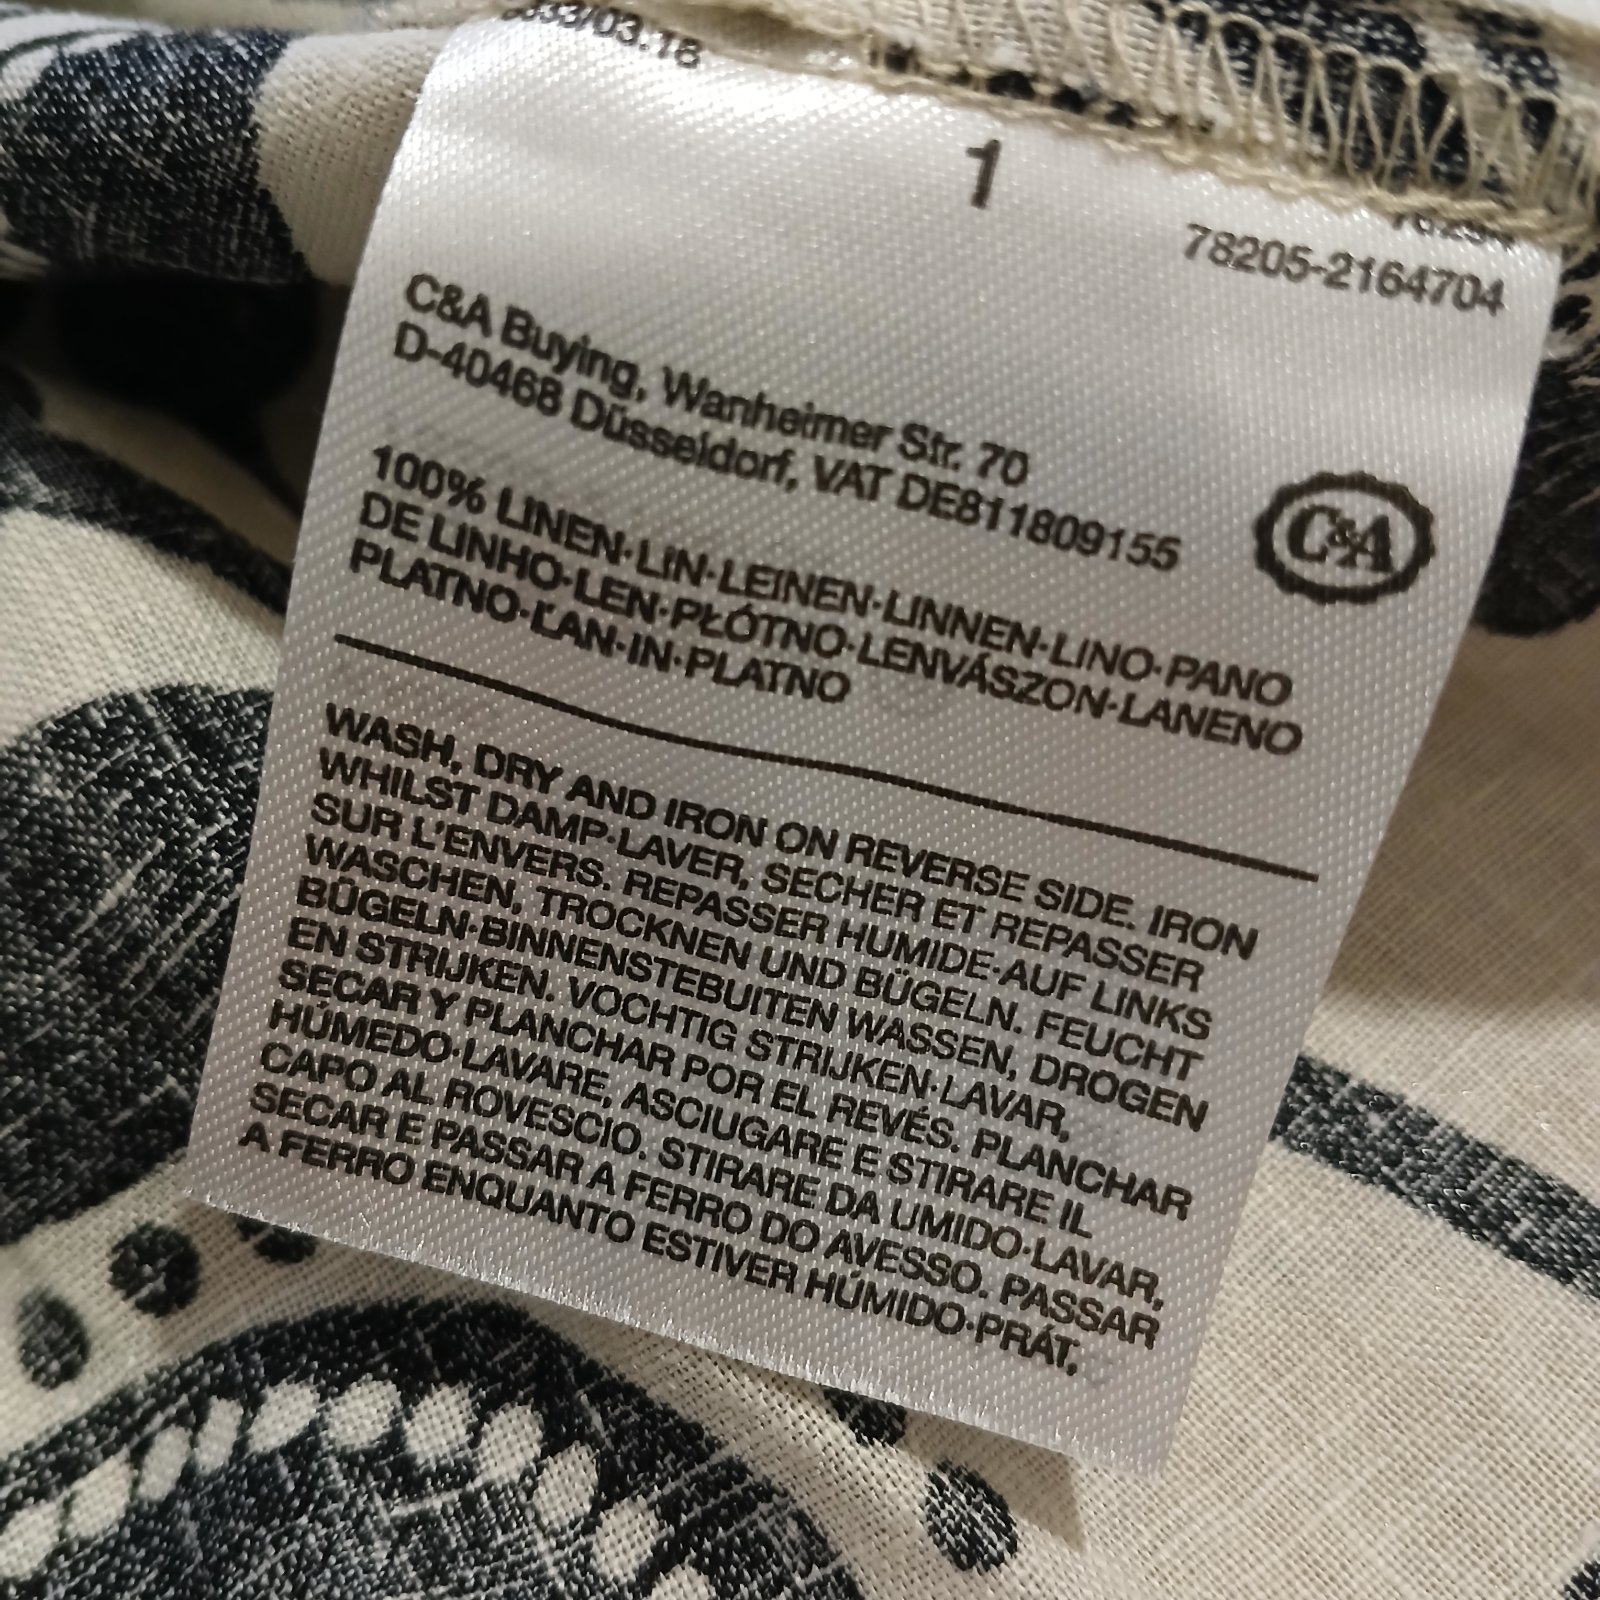 1
78205-2164704
C&A Buying, Wanheimer Str. 70
D-40468 Düsseldorf, VAT DE811809155
C&A
100% LINEN·LIN·LEINEN·LINNEN·LINO·PANO
DE LINHO·LEN·PŁÓTNO·LENVÁSZON·LANENO
PLATNO·ĽAN·IN·PLATNO
WASH, DRY AND IRON ON REVERSE SIDE. IRON
WHILST DAMP·LAVER, SECHER ET REPASSER
SUR L'ENVERS. REPASSER HUMIDE·AUF LINKS
WASCHEN, TROCKNEN UND BÜGELN. FEUCHT
BÜGELN·BINNENSTEBUITEN WASSEN, DROGEN
EN STRIJKEN. VOCHTIG STRIJKEN·LAVAR,
SECAR Y PLANCHAR POR EL REVÉS. PLANCHAR
HÚMEDO·LAVARE, ASCIUGARE E STIRARE IL
CAPO AL ROVESCIO. STIRARE DA UMIDO·LAVAR,
SECAR E PASSAR A FERRO DO AVESSO. PASSAR
A FERRO ENQUANTO ESTIVER HÚMIDO·PRÁT,